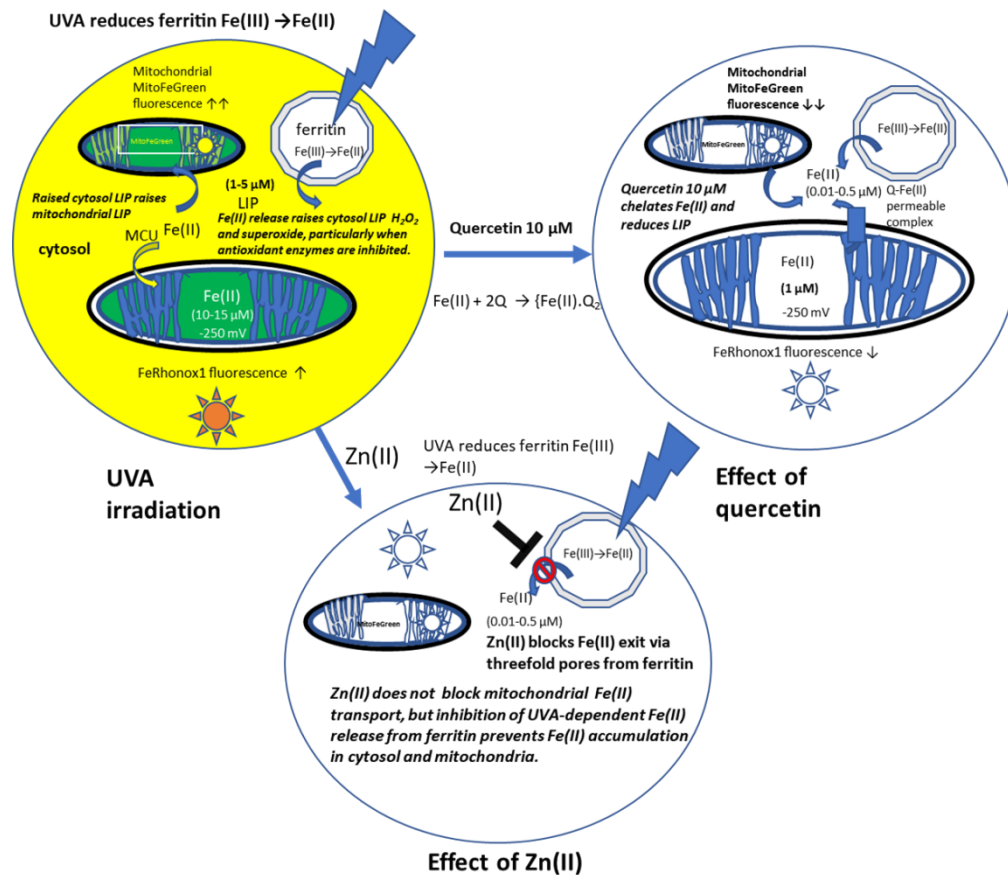 UVA reduces ferritin Fe(III) →Fe(II)
Mitochondrial
MitoFeGreen
fluorescence ↑↑
MitoFeGreen
ferritin
Fe(III)→Fe(II)
Raised cytosol LIP raises
mitochondrial LIP
(1-5 µM)
LIP
Fe(II) release raises cytosol LIP H2O2
and superoxide, particularly when
antioxidant enzymes are inhibited.
cytosol
MCU
Fe(II)
Fe(II)
(10-15 µM)
-250 mV
FeRhonox1 fluorescence ↑
UVA
irradiation
Quercetin 10 µM
Fe(II) + 2Q → {Fe(II).Q2
Mitochondrial
MitoFeGreen
fluorescence ↓↓
MitoFeGreen
Fe(III)→Fe(II)
Fe(II)
(0.01-0.5 µM)
Q-Fe(II)
permeable
complex
Quercetin 10 µM
chelates Fe(II) and
reduces LIP
Fe(II)
(1 µM)
-250 mV
FeRhonox1 fluorescence ↓
Effect of
quercetin
Zn(II)
UVA reduces ferritin Fe(III)
→Fe(II)
Zn(II)
Fe(III)→Fe(II)
Fe(II)
(0.01-0.5 µM)
MitoFeGreen
Zn(II) blocks Fe(II) exit via
threefold pores from ferritin
Zn(II) does not block mitochondrial Fe(II)
transport, but inhibition of UVA-dependent Fe(II)
release from ferritin prevents Fe(II) accumulation
in cytosol and mitochondria.
Effect of Zn(II)